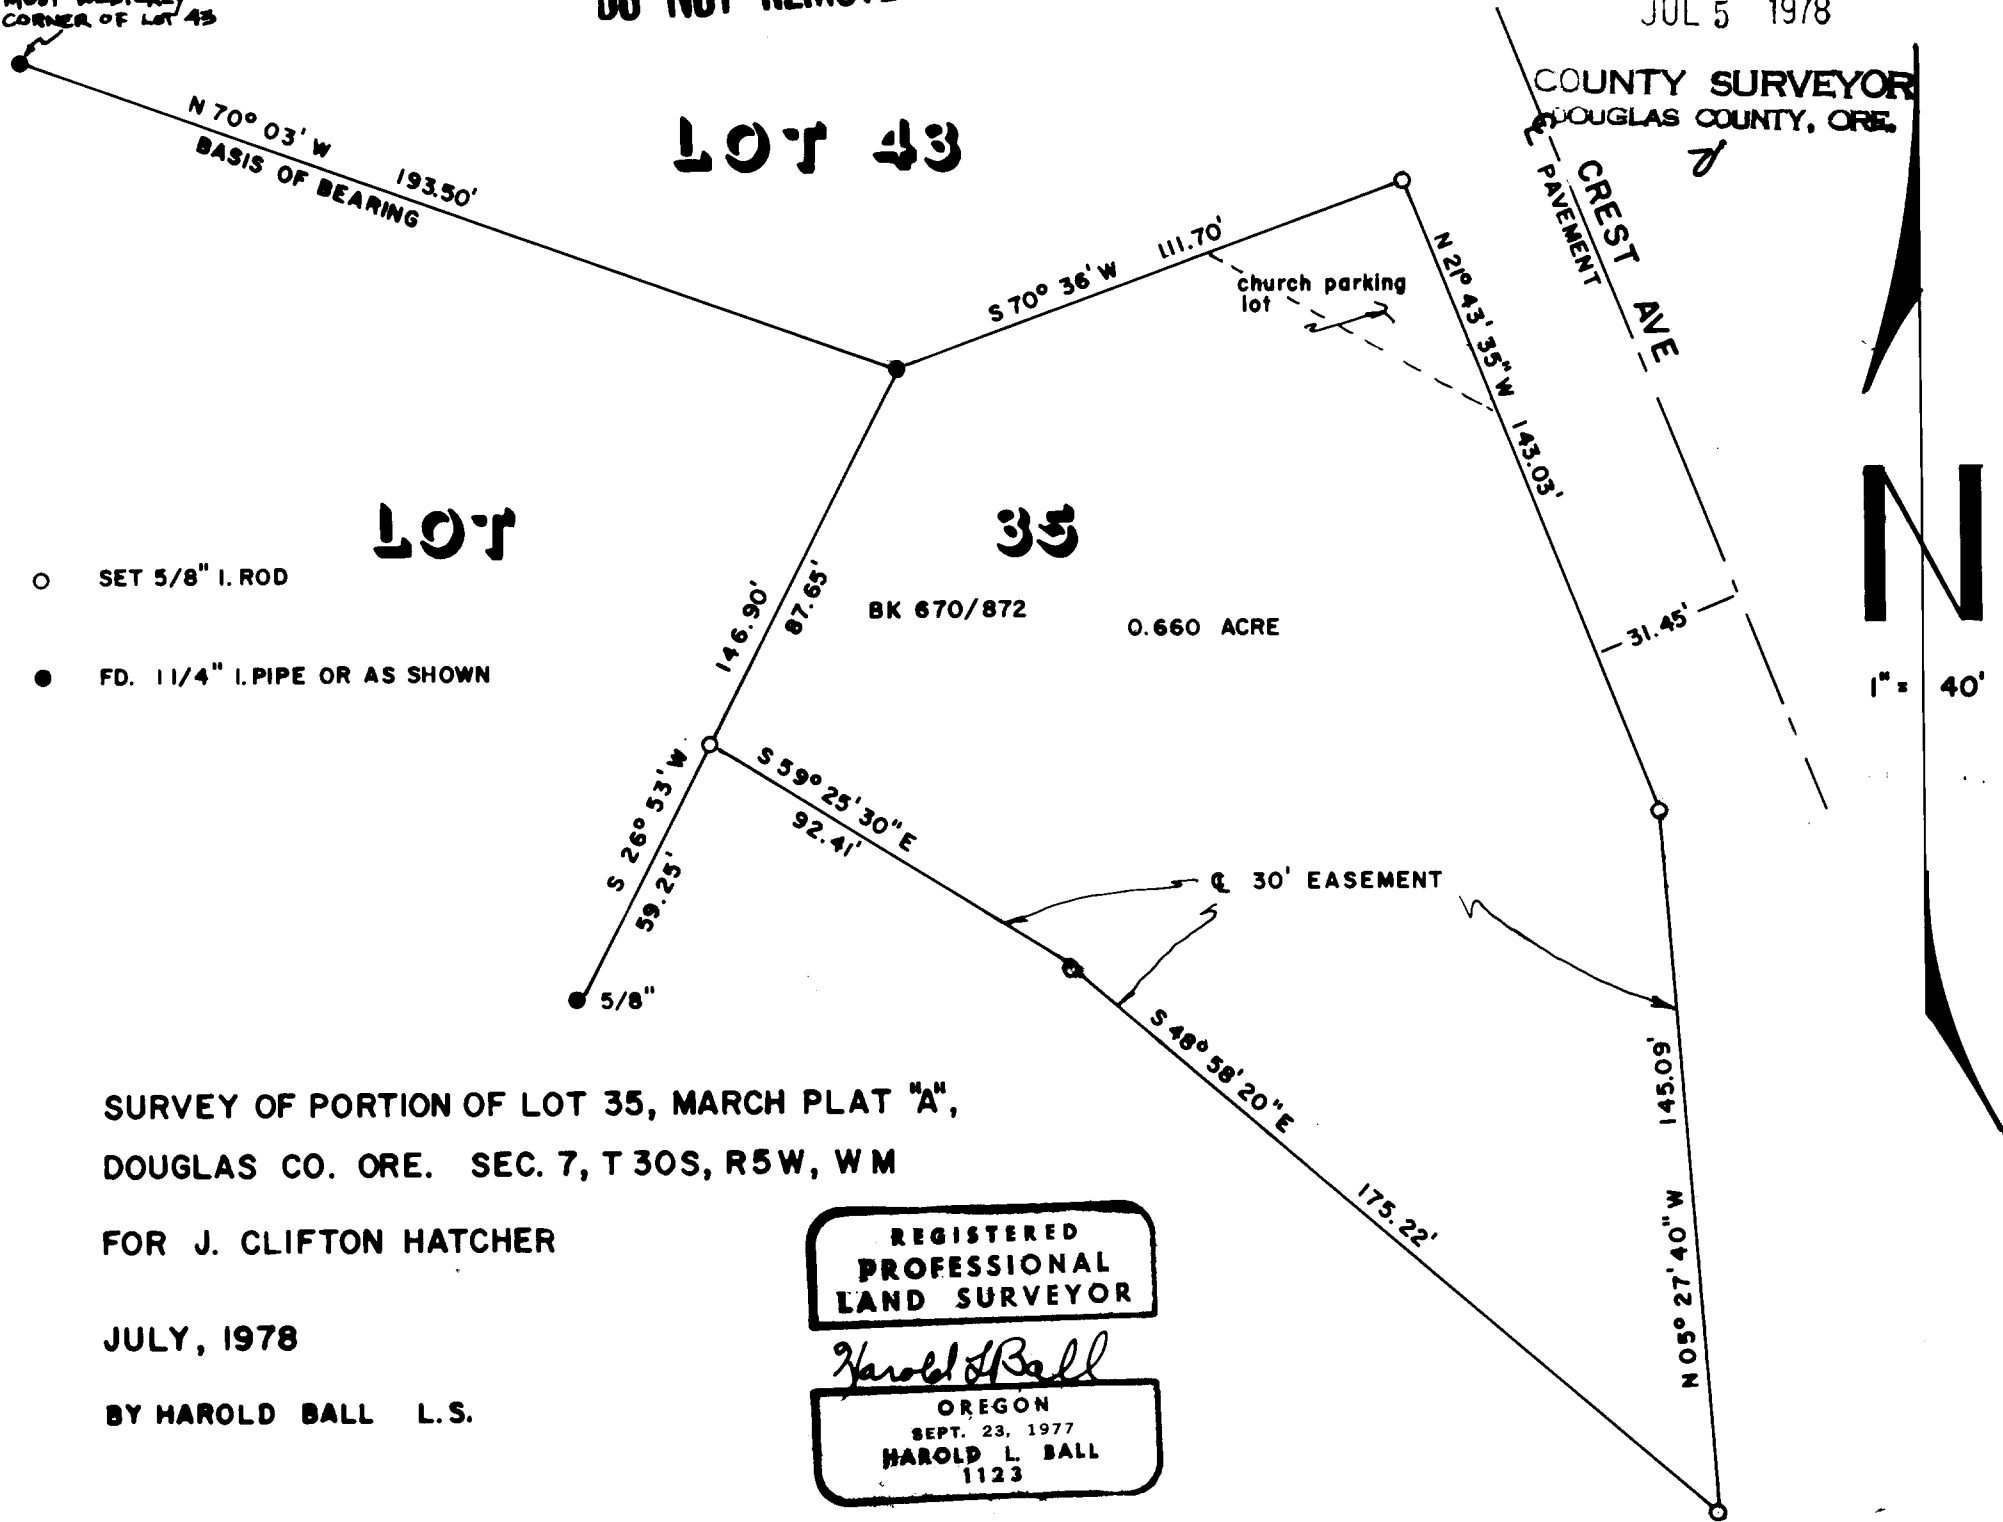 CORNER OF LOT 43
DO NOT REMOVE
JUL 5 1978
COUNTY SURVEYOR
DOUGLAS COUNTY, ORE.
N 70° 03' W 193.50'
BASIS OF BEARING
LOT 43
℄ PAVEMENT
CREST AVE
S 70° 36' W 111.70'
church parking
lot
N 21° 43' 35" W 143.03'
LOT 35
N
1" = 40'
SET 5/8" I. ROD
FD. 1 1/4" I. PIPE OR AS SHOWN
146.90'
87.65'
BK 670/872
0.660 ACRE
31.45'
S 26° 53' W
59.25'
5/8"
S 59° 25' 30" E
92.41'
℄ 30' EASEMENT
S 48° 58' 20" E 175.22'
N 05° 27' 40" W 145.09'
SURVEY OF PORTION OF LOT 35, MARCH PLAT "A",
DOUGLAS CO. ORE. SEC. 7, T 30S, R5W, WM
FOR J. CLIFTON HATCHER
JULY, 1978
BY HAROLD BALL L.S.
REGISTERED
PROFESSIONAL
LAND SURVEYOR
Harold L Ball
OREGON
SEPT. 23, 1977
HAROLD L. BALL
1123